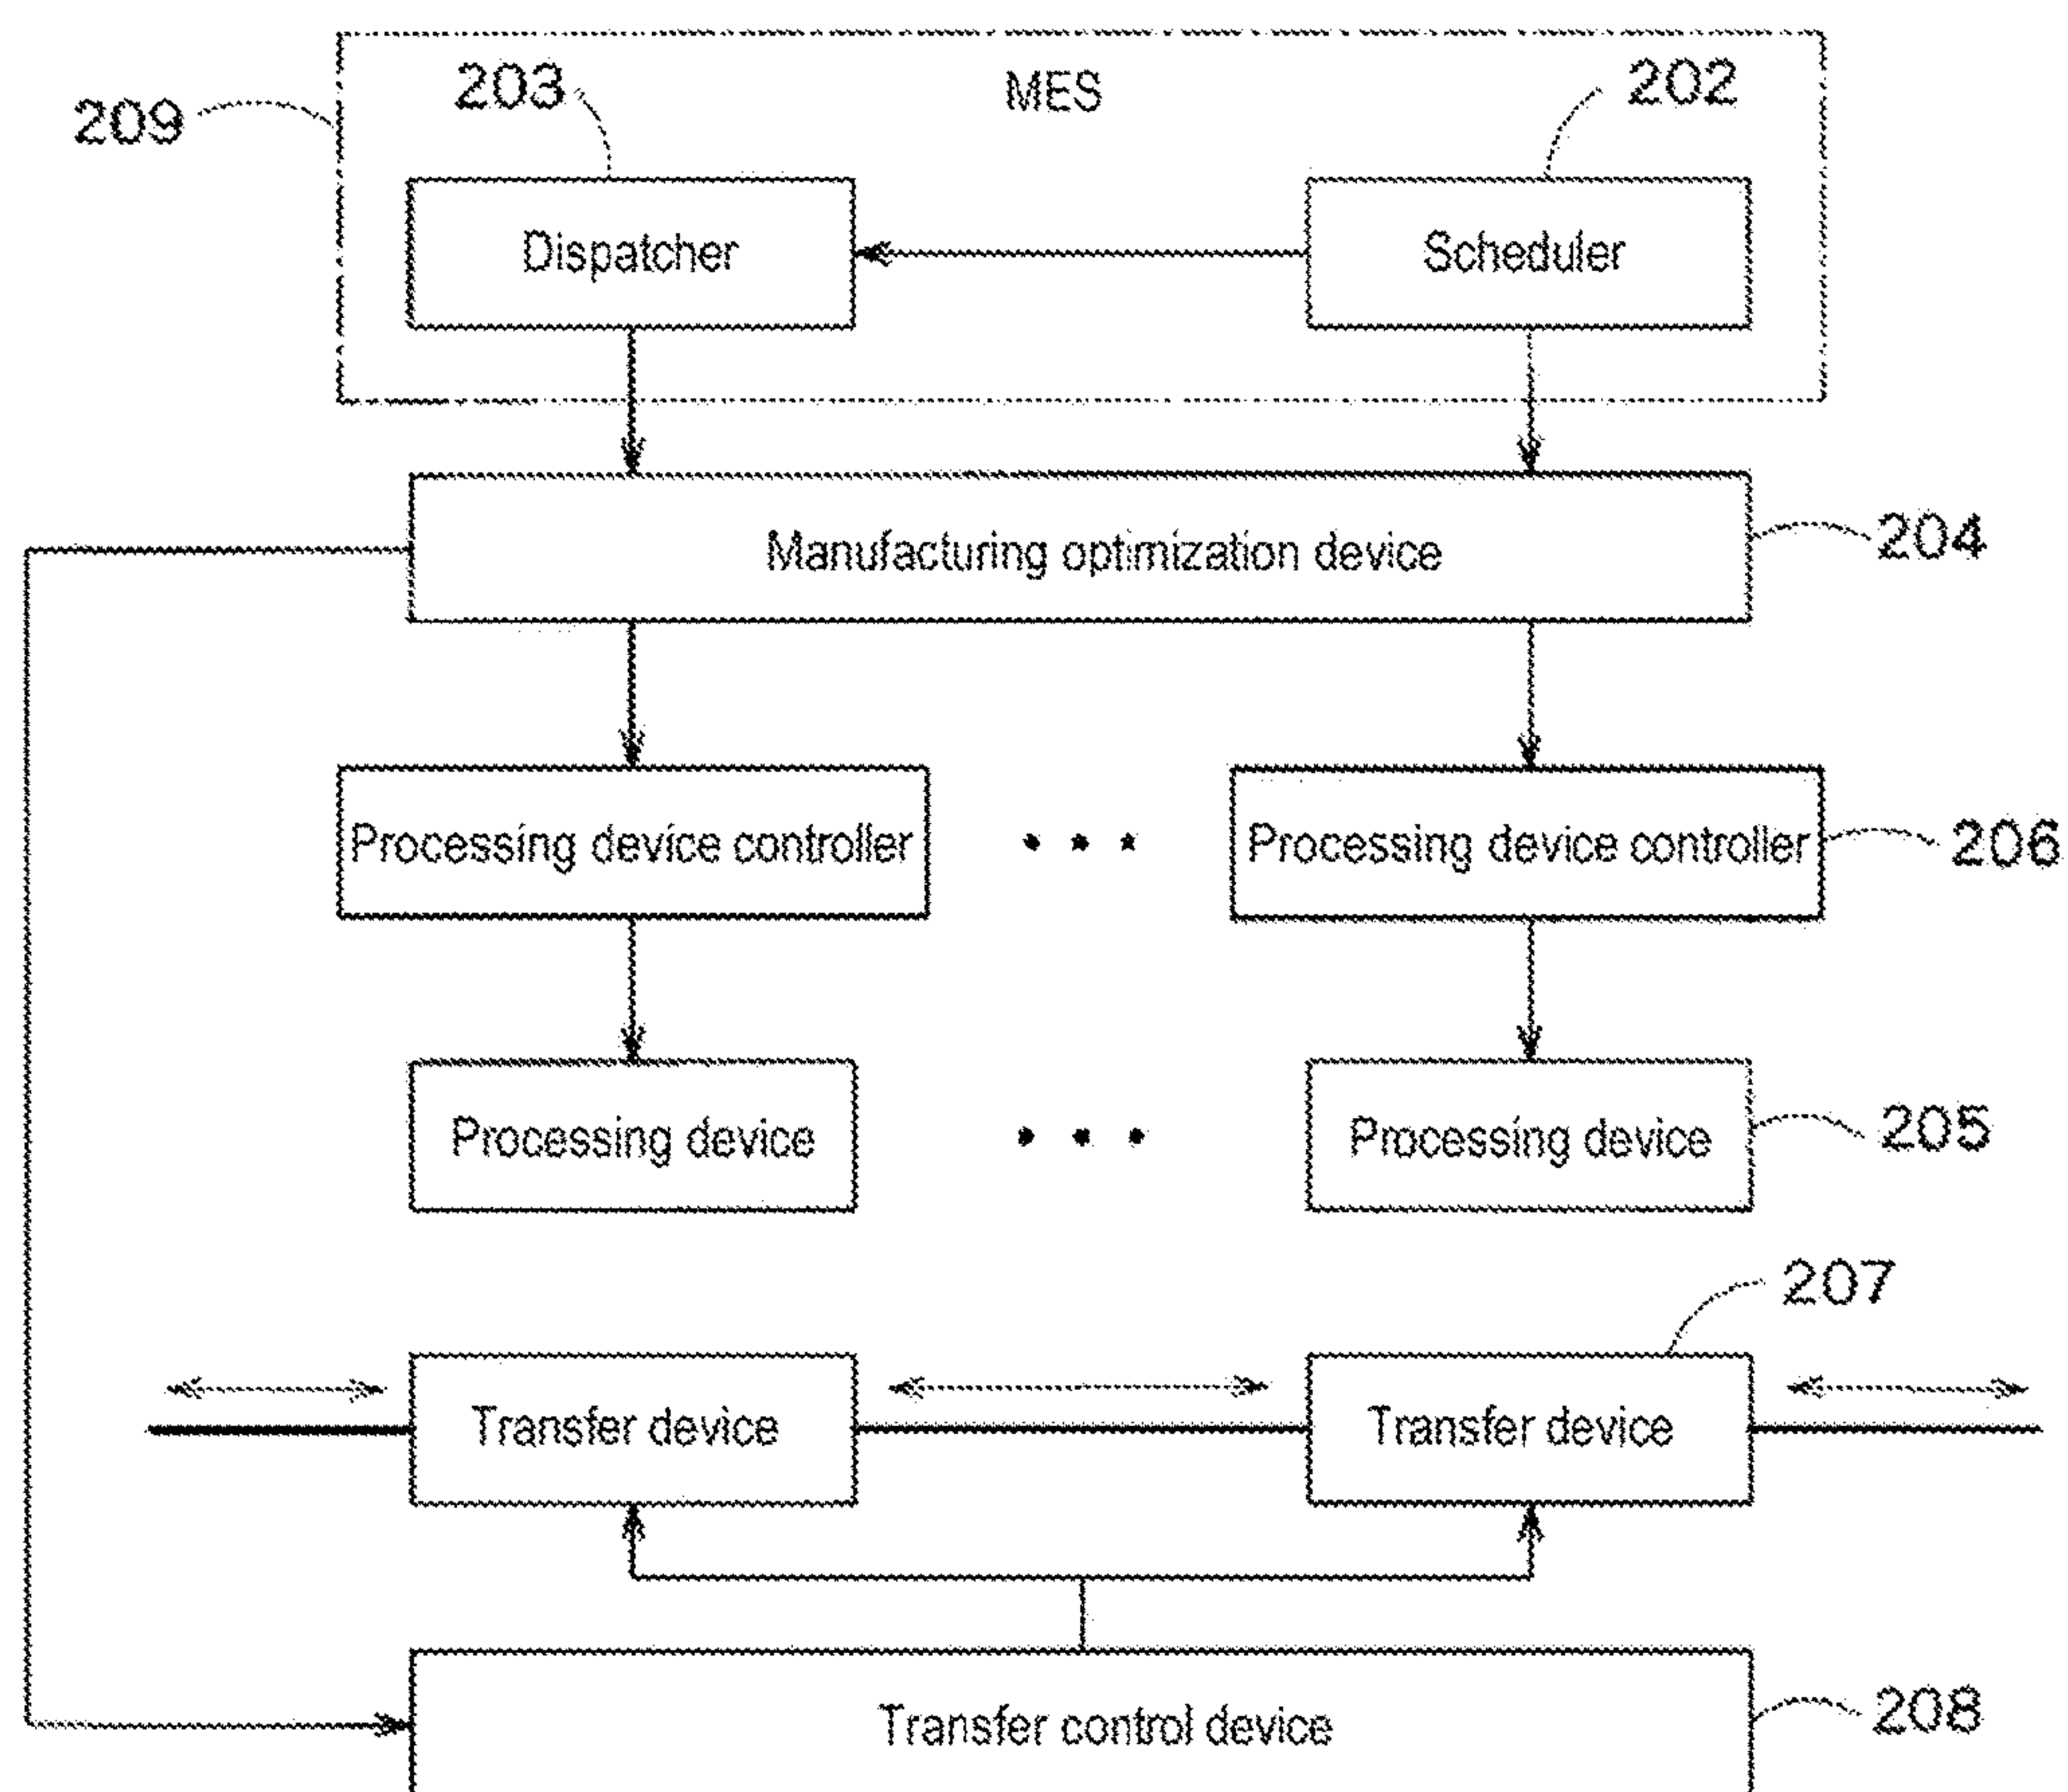 MES
209
203
202
Dispatcher
Scheduler
Manufacturing optimization device
204
Processing device controller
Processing device controller
206
Processing device
Processing device
205
207
Transfer device
Transfer device
Transfer control device
208